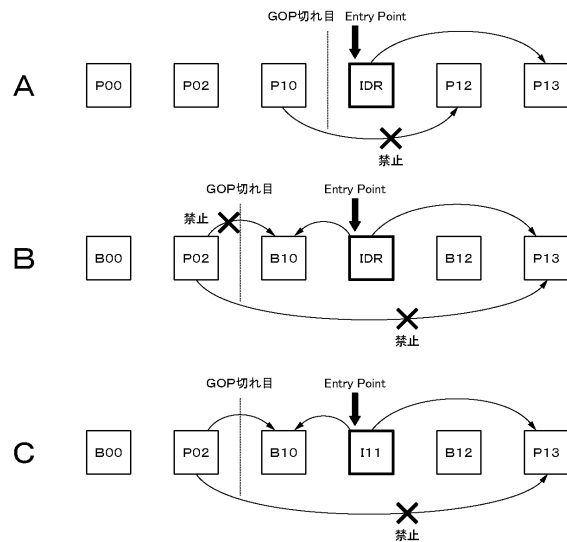 GOP切れ目 Entry Point
A P00 P02 P10 IDR P12 P13
禁止
GOP切れ目 Entry Point
禁止
B B00 P02 B10 IDR B12 P13
禁止
GOP切れ目 Entry Point
C B00 P02 B10 I11 B12 P13
禁止